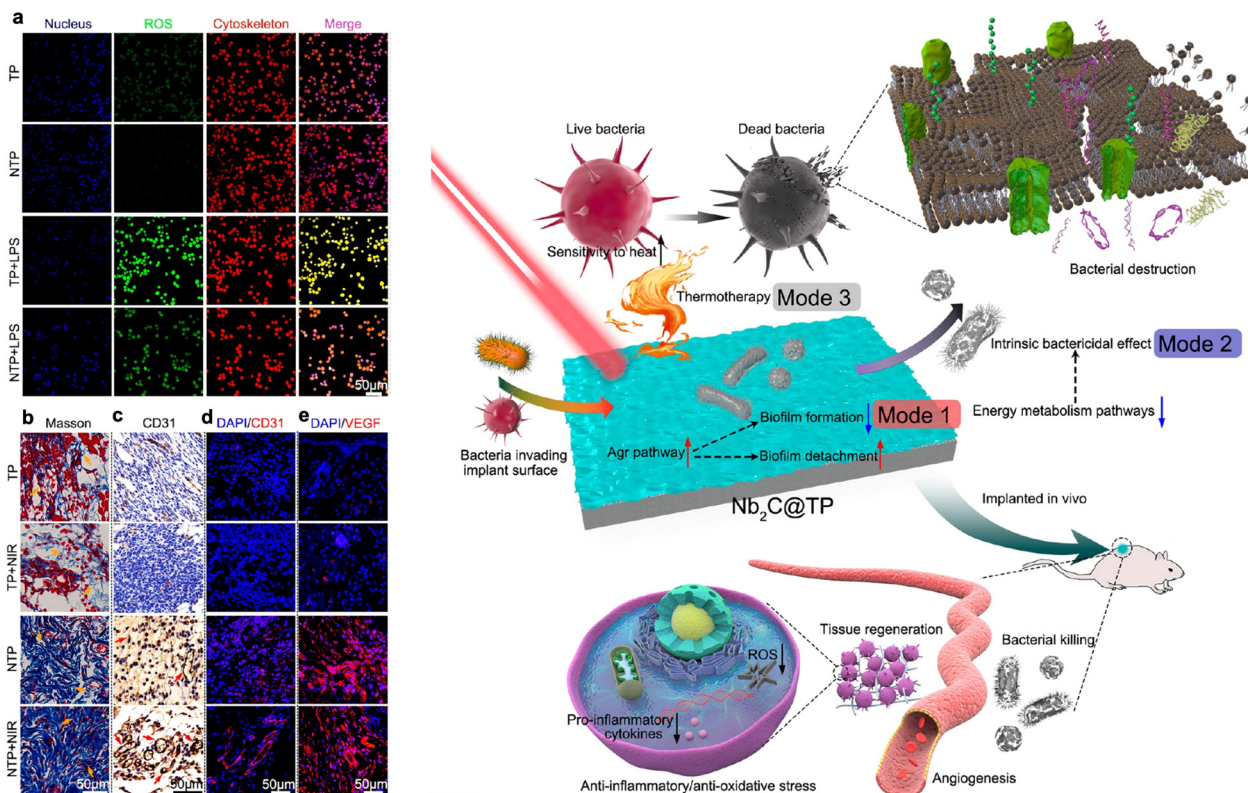 a
Nucleus
ROS
Cytoskeleton
Merge
TP
NTP
TP+LPS
NTP+LPS
50μm
b
Masson
c
CD31
d
DAPI/CD31
e
DAPI/VEGF
TP
TP+NIR
NTP
NTP+NIR
50μm
50μm
50μm
50μm
Live bacteria
Dead bacteria
Sensitivity to heat
Bacterial destruction
Thermotherapy
Mode 3
Intrinsic bactericidal effect
Mode 2
Energy metabolism pathways
Biofilm formation
Mode 1
Agr pathway
Biofilm detachment
Bacteria invading
implant surface
Nb₂C@TP
Implanted in vivo
Tissue regeneration
Bacterial killing
ROS
Pro-inflammatory
cytokines
Anti-inflammatory/anti-oxidative stress
Angiogenesis